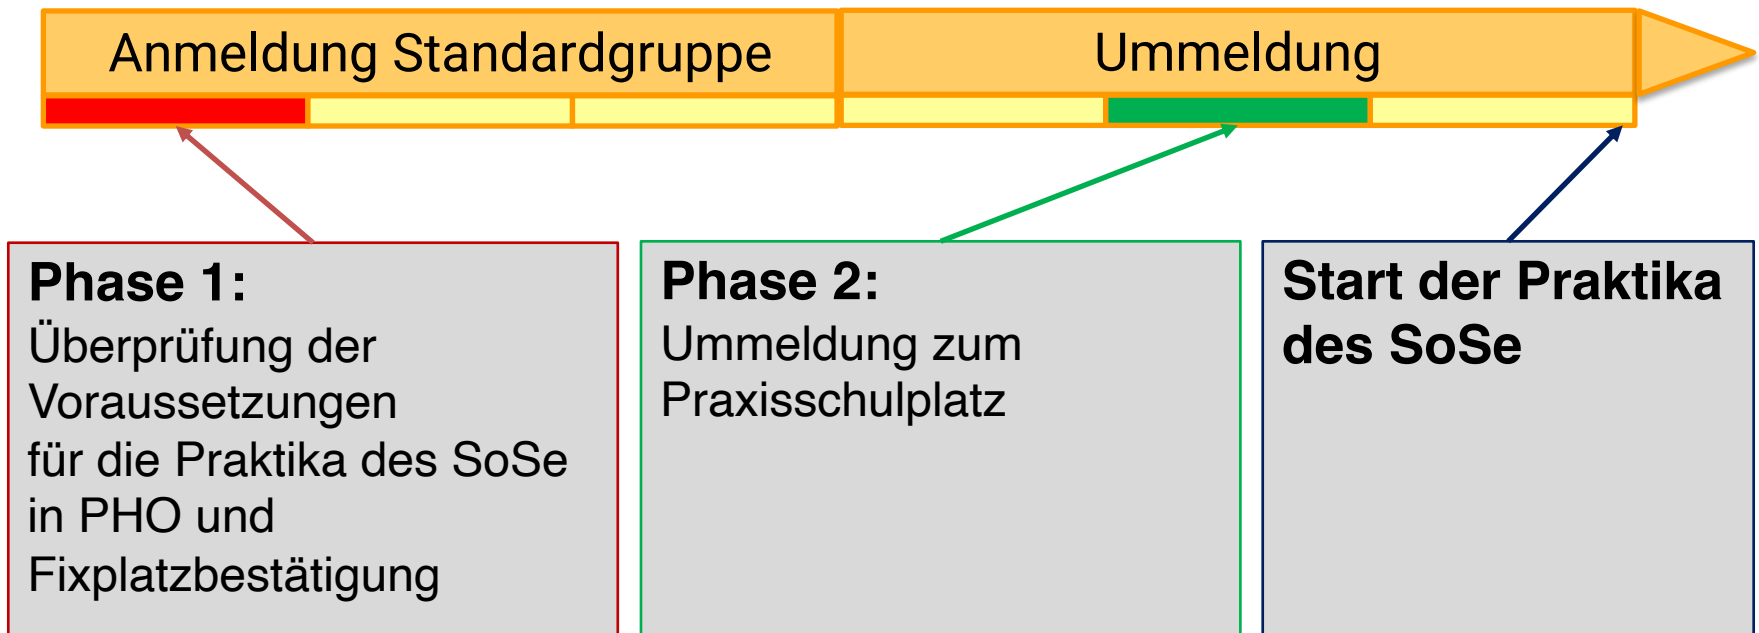 Anmeldung Standardgruppe
Ummeldung
Phase 1:
Überprüfung der
Voraussetzungen
für die Praktika des SoSe
in PHO und
Fixplatzbestätigung
Phase 2:
Ummeldung zum
Praxisschulplatz
Start der Praktika
des SoSe